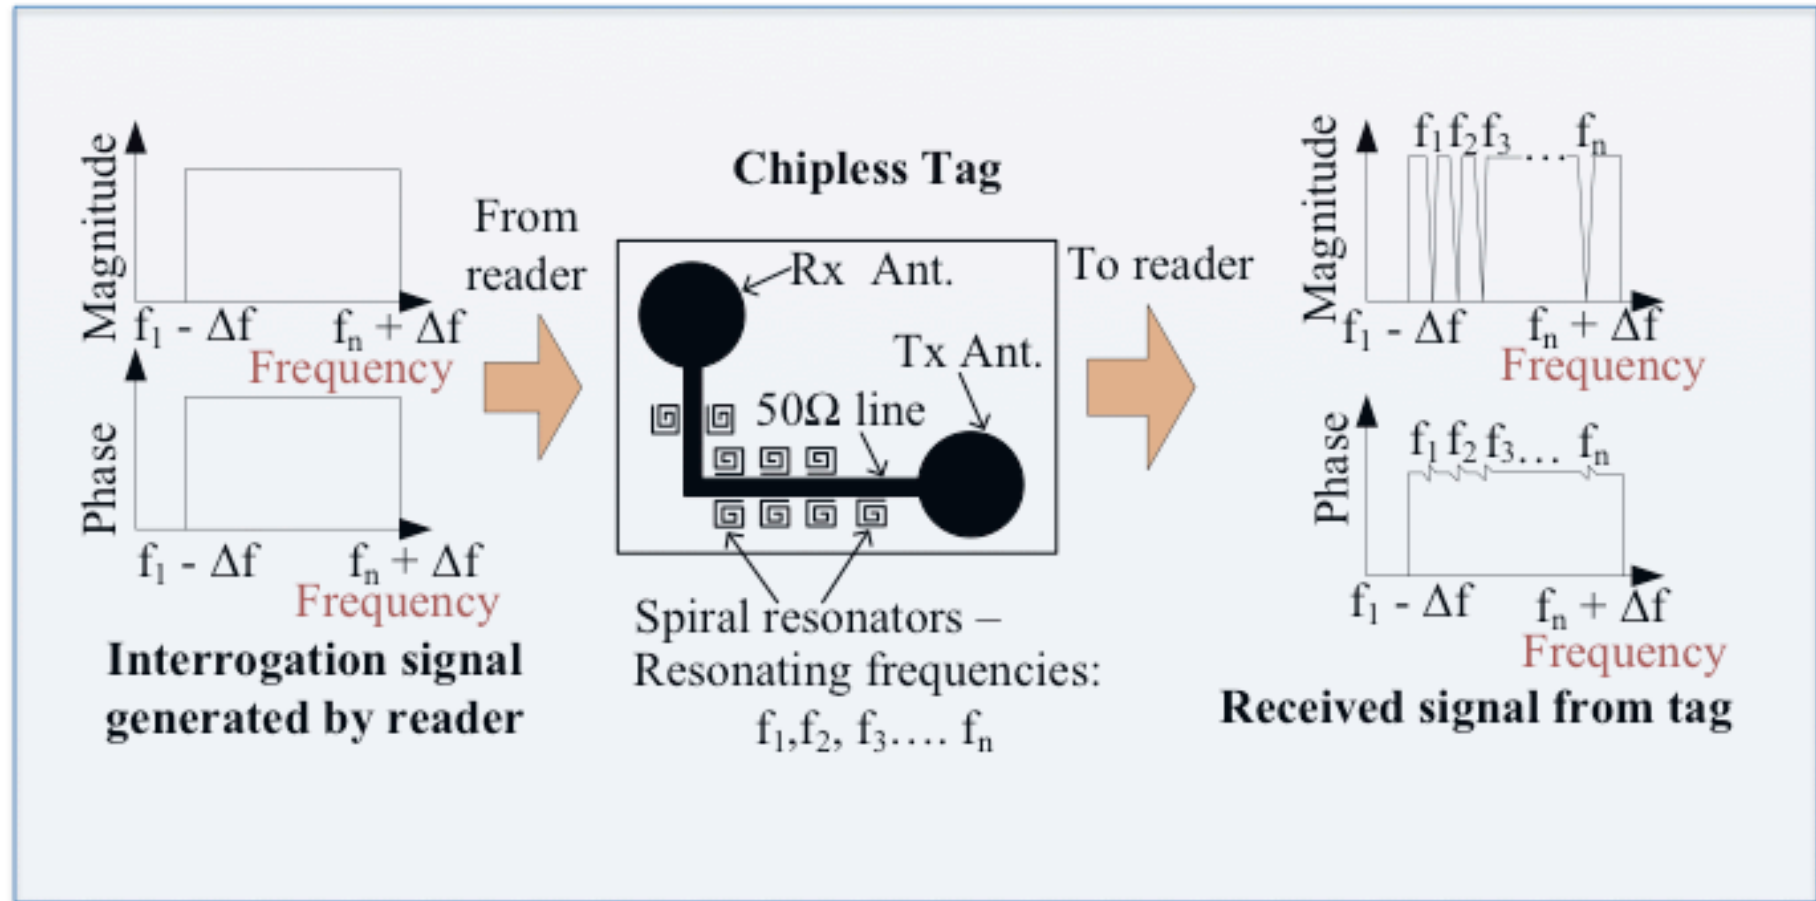 Magnitude
f₁ - Δf
fₙ + Δf
Frequency
Phase
f₁ - Δf
fₙ + Δf
Frequency
Interrogation signal
generated by reader
From
reader
Chipless Tag
Rx Ant.
Tx Ant.
50Ω line
Spiral resonators –
Resonating frequencies:
f₁,f₂, f₃.... fₙ
To reader
Magnitude
f₁ f₂ f₃ ... fₙ
f₁ - Δf
fₙ + Δf
Frequency
Phase
f₁ f₂ f₃... fₙ
f₁ - Δf
fₙ + Δf
Frequency
Received signal from tag